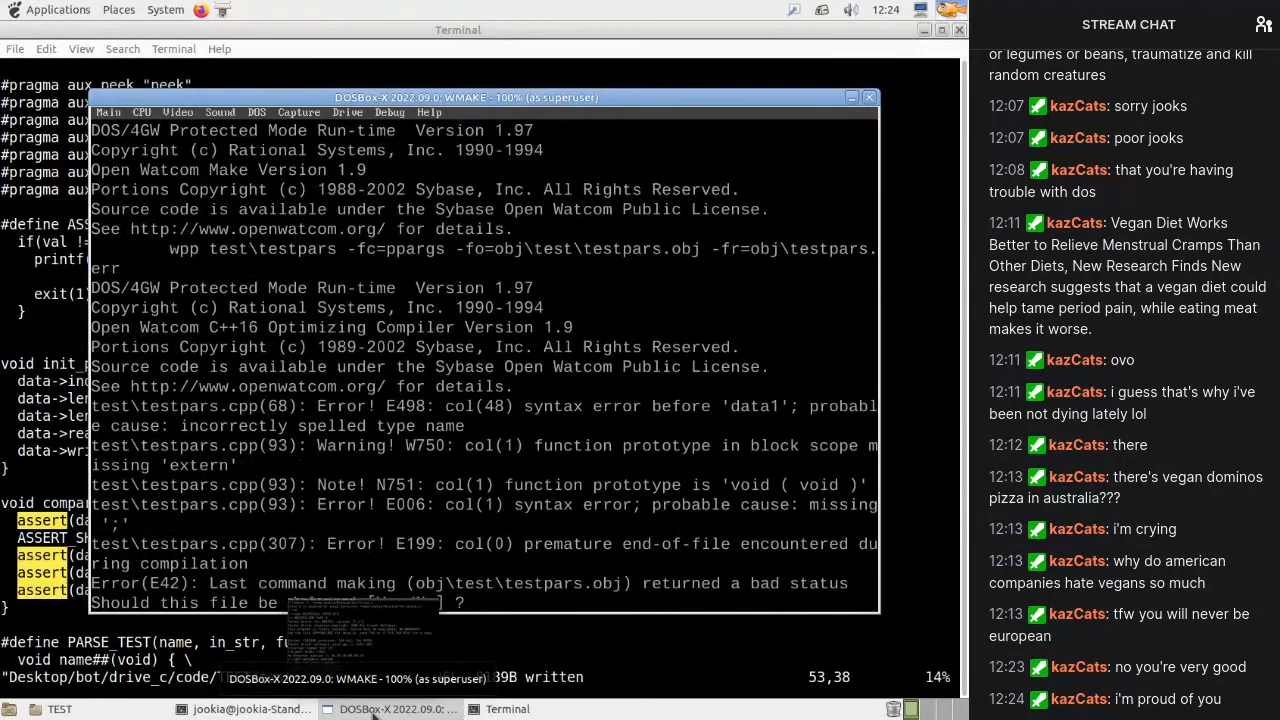 Applications Places System 12:24
Terminal
File Edit View Search Terminal Help
#pragma aux peek "peek"
#pragma au
#pragma au
#pragma au
#pragma au
#pragma au
#pragma au
#define ASS
if(val !=
printf(
exit(1)
}
void init_p
data->ind
data->len
data->len
data->rea
data->wri
}
void compa
assert(da
ASSERT_SH
assert(da
assert(da
assert(da
}
void name##(void) { \
"Desktop/bot/drive_c/code/ 9B written 53,38 14%
DOSBox-X 2022.09.0: WMAKE - 100% (as superuser)
Main CPU Video Sound DOS Capture Drive Debug Help
DOS/4GW Protected Mode Run-time Version 1.97
Copyright (c) Rational Systems, Inc. 1990-1994
Open Watcom Make Version 1.9
Portions Copyright (c) 1988-2002 Sybase, Inc. All Rights Reserved.
Source code is available under the Sybase Open Watcom Public License.
See http://www.openwatcom.org/ for details.
wpp test\testpars -fc=ppargs -fo=obj\test\testpars.obj -fr=obj\testpars.
err
DOS/4GW Protected Mode Run-time Version 1.97
Copyright (c) Rational Systems, Inc. 1990-1994
Open Watcom C++16 Optimizing Compiler Version 1.9
Portions Copyright (c) 1989-2002 Sybase, Inc. All Rights Reserved.
Source code is available under the Sybase Open Watcom Public License.
See http://www.openwatcom.org/ for details.
test\testpars.cpp(68): Error! E498: col(48) syntax error before 'data1'; probabl
e cause: incorrectly spelled type name
test\testpars.cpp(93): Warning! W750: col(1) function prototype in block scope m
issing 'extern'
test\testpars.cpp(93): Note! N751: col(1) function prototype is 'void ( void )'
test\testpars.cpp(93): Error! E006: col(1) syntax error; probable cause: missing
';'
test\testpars.cpp(307): Error! E199: col(0) premature end-of-file encountered du
ring compilation
Error(E42): Last command making (obj\test\testpars.obj) returned a bad status
Should this file be ] ?
DOSBox-X 2022.09.0: WMAKE - 100% (as superuser)
TEST jookia@jookia-Stand... DOSBox-X 2022.09.0: ... Terminal
STREAM CHAT
or legumes or beans, traumatize and kill
random creatures
12:07 kazCats: sorry jooks
12:07 kazCats: poor jooks
12:08 kazCats: that you're having
trouble with dos
12:11 kazCats: Vegan Diet Works
Better to Relieve Menstrual Cramps Than
Other Diets, New Research Finds New
research suggests that a vegan diet could
help tame period pain, while eating meat
makes it worse.
12:11 kazCats: ovo
12:11 kazCats: i guess that's why i've
been not dying lately lol
12:12 kazCats: there
12:13 kazCats: there's vegan dominos
pizza in australia???
12:13 kazCats: i'm crying
12:13 kazCats: why do american
companies hate vegans so much
12:13 kazCats: tfw you will never be
european
12:23 kazCats: no you're very good
12:24 kazCats: i'm proud of you